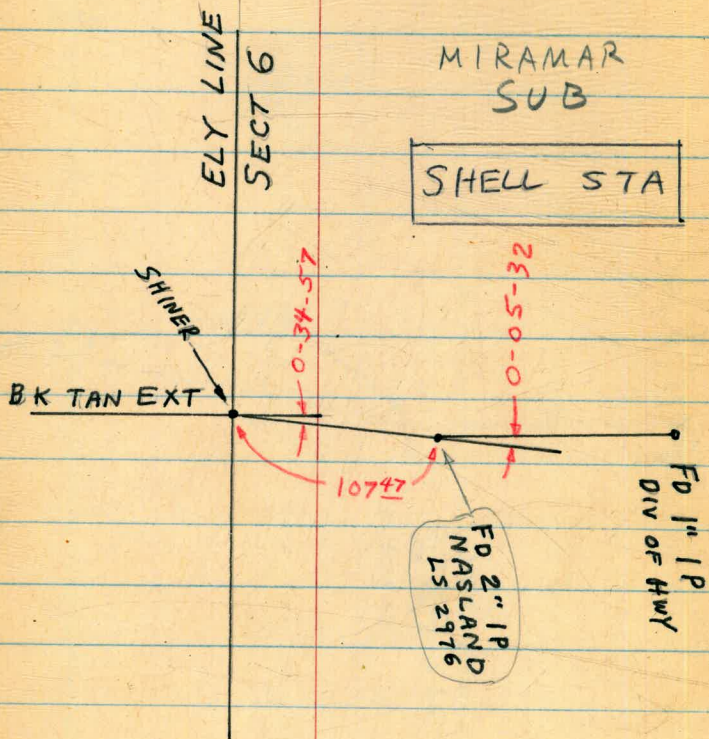 ELY LINE
SECT 6
MIRAMAR
SUB
SHELL STA
SHINER
0-34-57
0-05-32
BK TAN EXT
107 47
FD 1" IP
DIV OF HWY
FD 2" IP
NASLAND
LS 2976